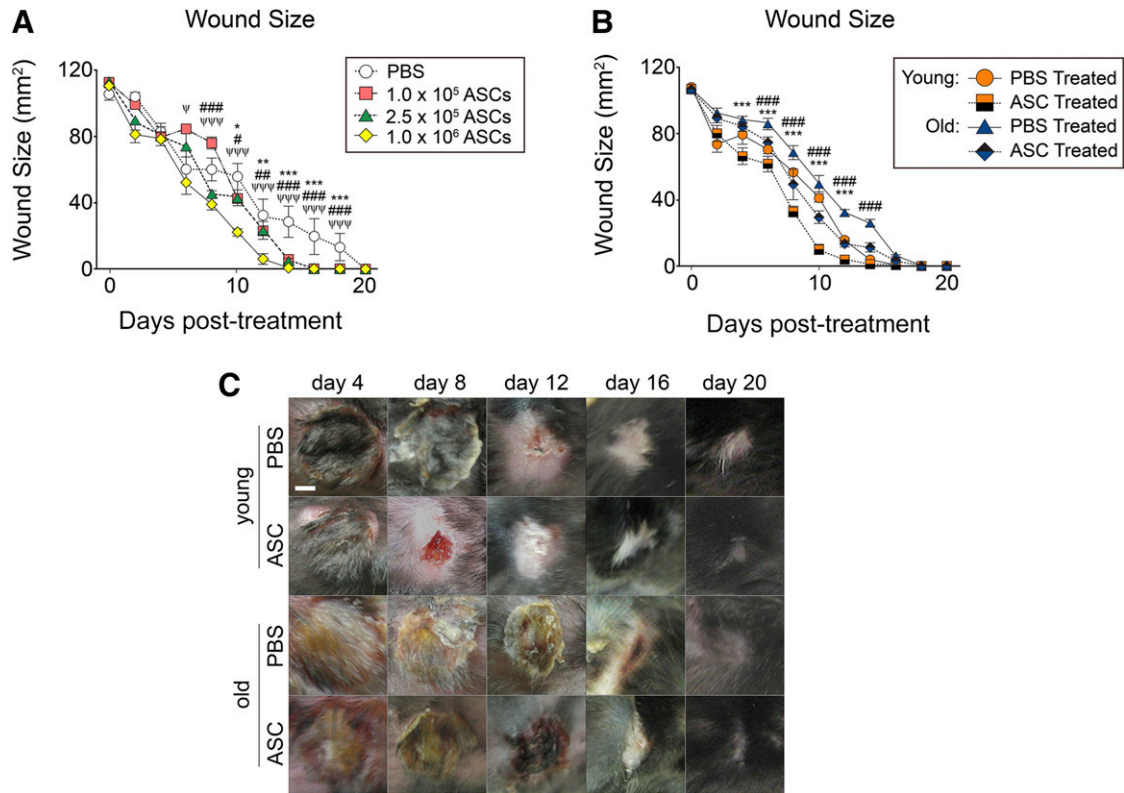 A
Wound Size
Wound Size (mm²)
120
80
40
0
0
10
20
Days post-treatment
PBS
1.0 x 10⁵ ASCs
2.5 x 10⁵ ASCs
1.0 x 10⁶ ASCs
ψ
###
ψψψ
*
#
ψψψ
**
##
ψψψ
***
###
ψψψ
***
###
ψψψ
***
###
ψψψ
B
Wound Size
Wound Size (mm²)
120
80
40
0
0
10
20
Days post-treatment
Young: PBS Treated
ASC Treated
Old: PBS Treated
ASC Treated
***
###
***
###
***
###
***
###
***
###
C
day 4 day 8 day 12 day 16 day 20
young
PBS
ASC
old
PBS
ASC